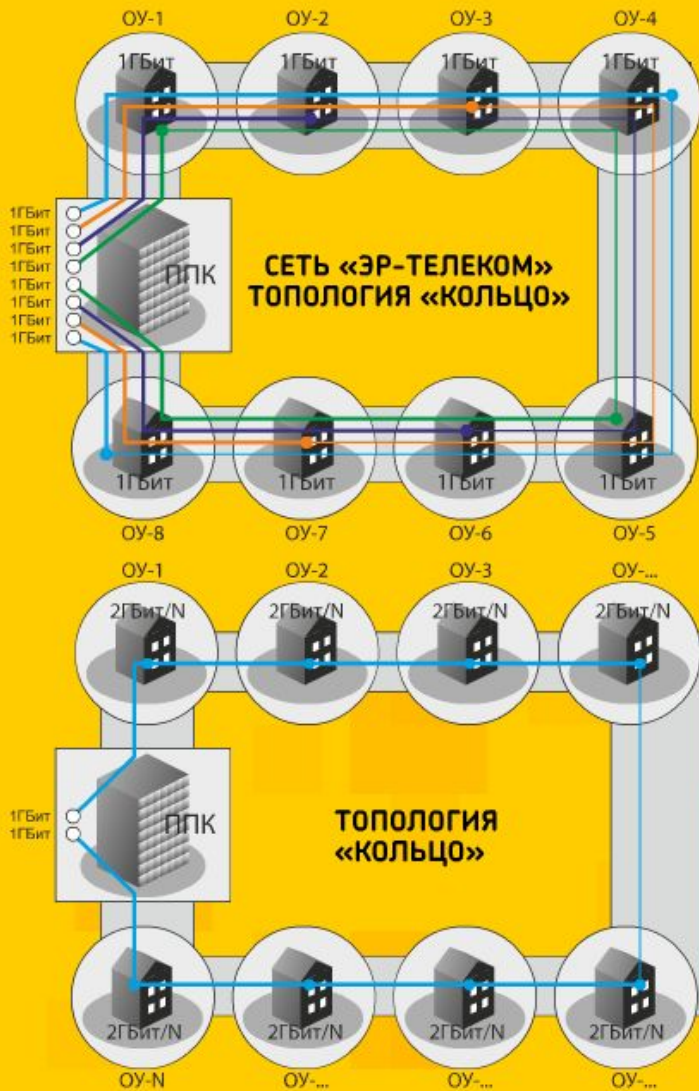 ОУ-1 ОУ-2 ОУ-3 ОУ-4
1ГБит 1ГБит 1ГБит 1ГБит
1ГБит
1ГБит
1ГБит
1ГБит
1ГБит
1ГБит
1ГБит
1ГБит
ППК
СЕТЬ «ЭР-ТЕЛЕКОМ»
ТОПОЛОГИЯ «КОЛЬЦО»
1ГБит 1ГБит 1ГБит 1ГБит
ОУ-8 ОУ-7 ОУ-6 ОУ-5
ОУ-1 ОУ-2 ОУ-3 ОУ-...
2ГБит/N 2ГБит/N 2ГБит/N 2ГБит/N
1ГБит
1ГБит
ППК
ТОПОЛОГИЯ
«КОЛЬЦО»
2ГБит/N 2ГБит/N 2ГБит/N 2ГБит/N
ОУ-N ОУ-... ОУ-... ОУ-...